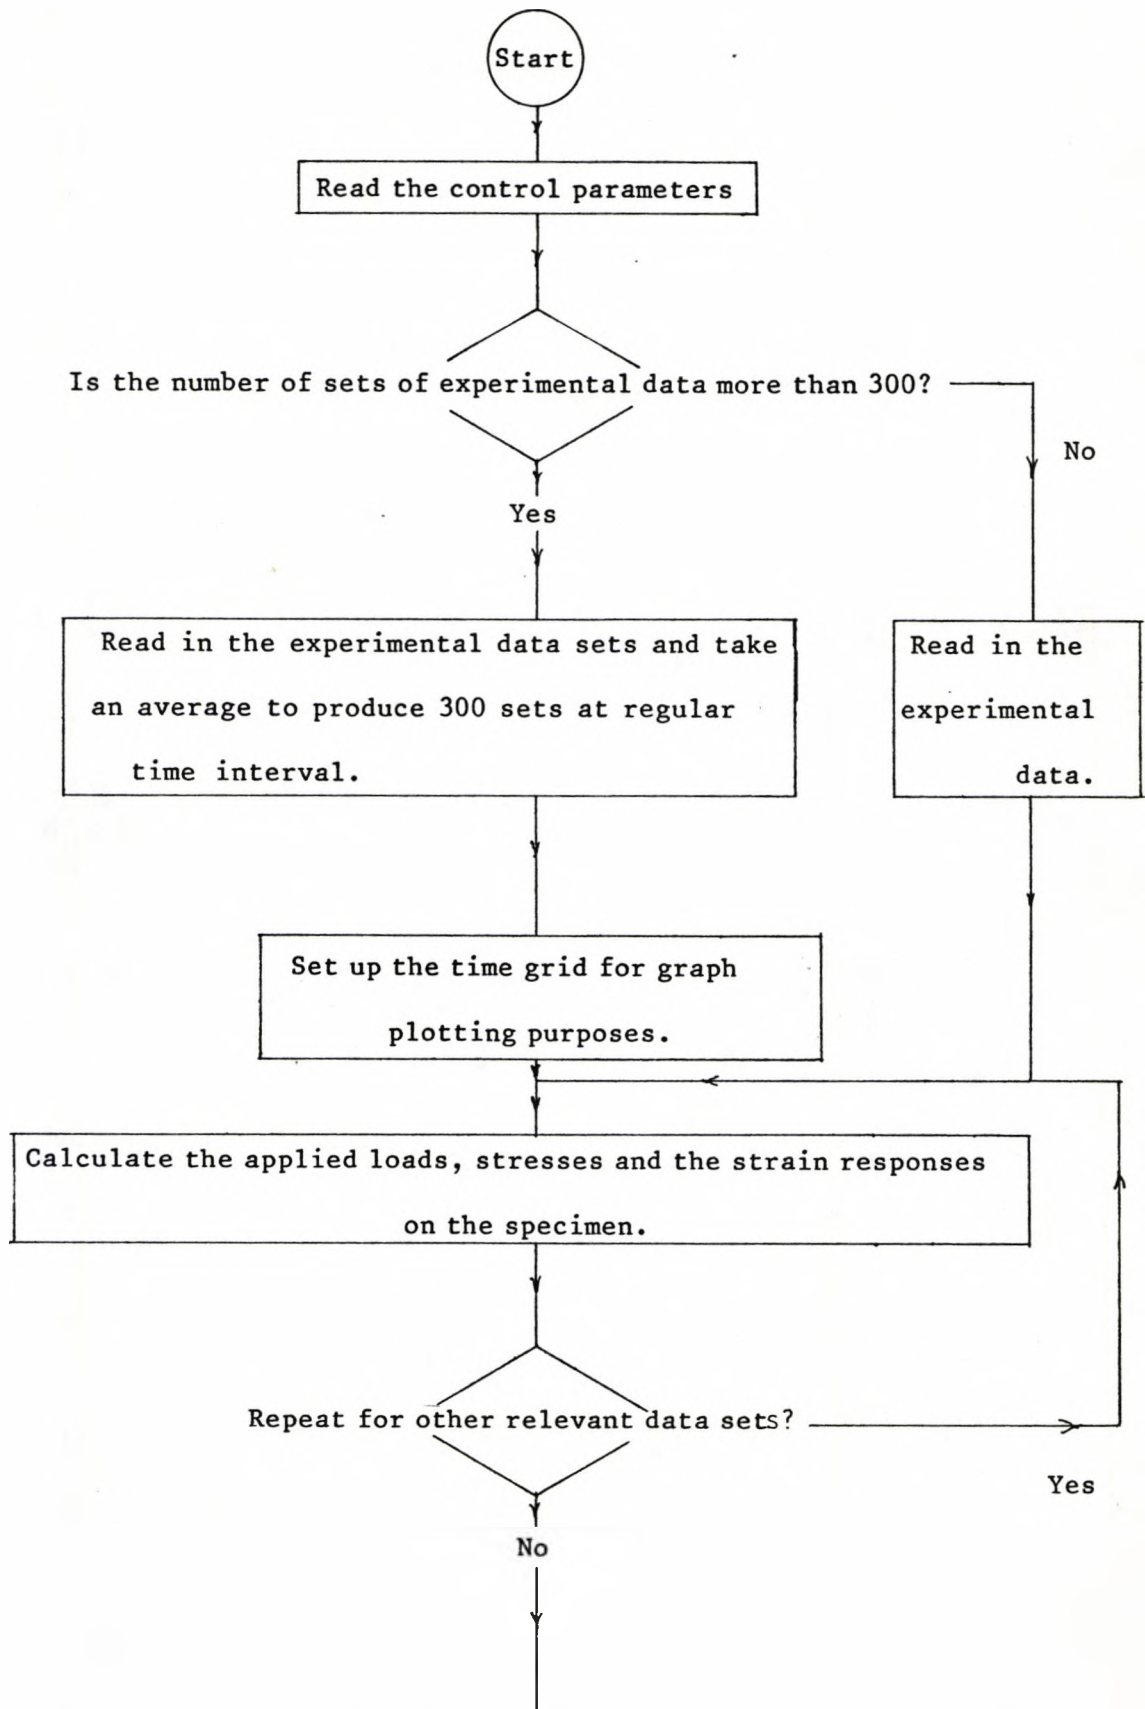 Start
Read the control parameters
Is the number of sets of experimental data more than 300?
No
Yes
Read in the experimental data sets and take
an average to produce 300 sets at regular
time interval.
Read in the
experimental
data.
Set up the time grid for graph
plotting purposes.
Calculate the applied loads, stresses and the strain responses
on the specimen.
Repeat for other relevant data sets?
Yes
No